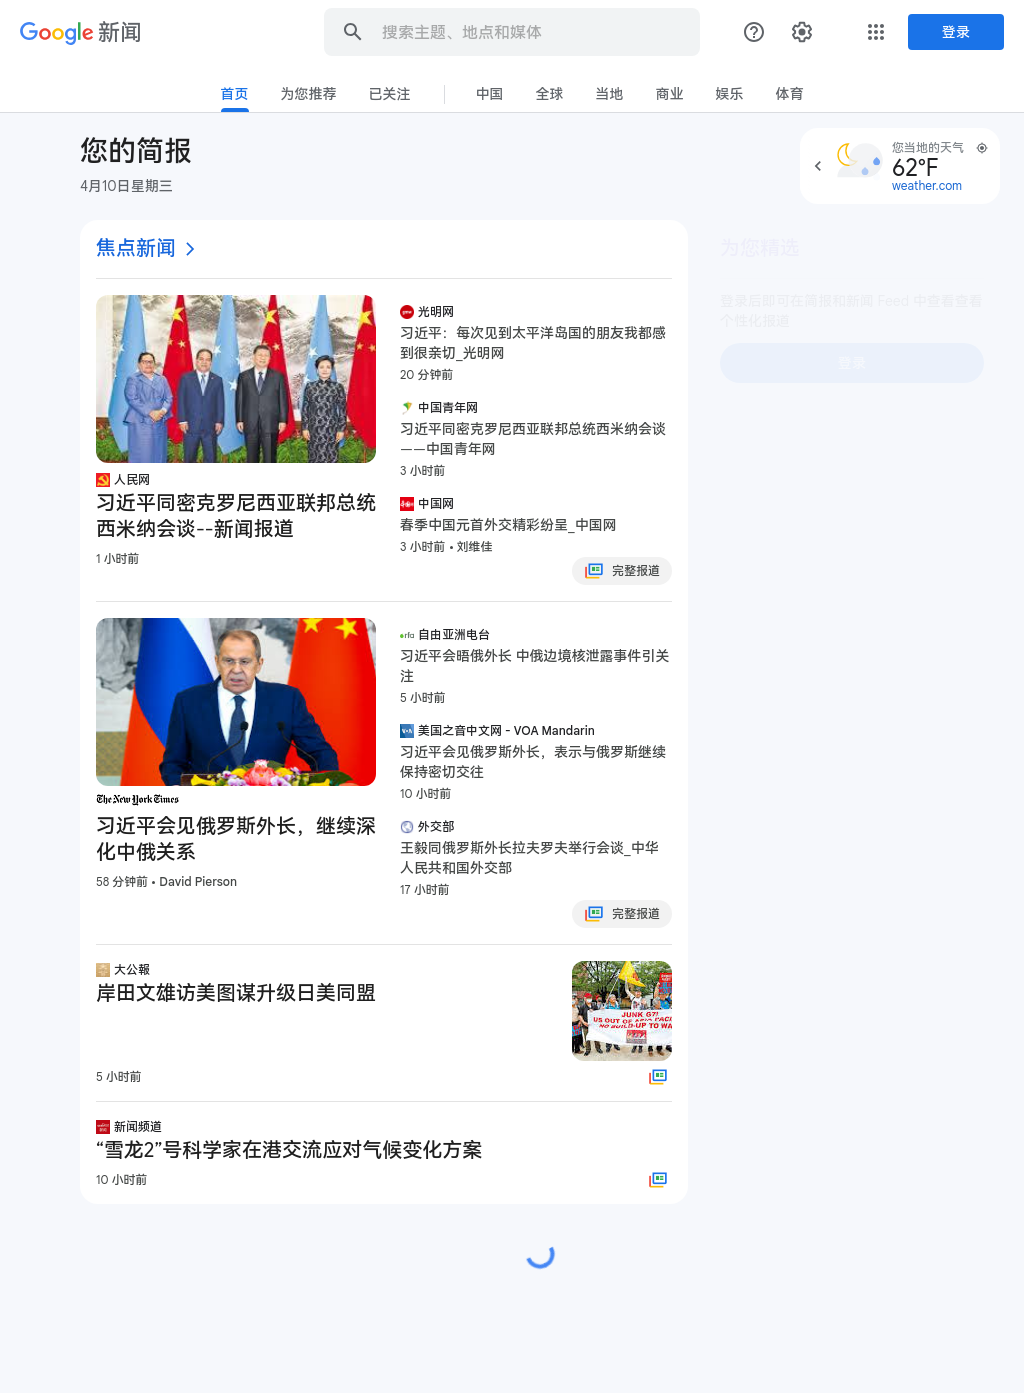 Google 新闻
搜索主题、地点和媒体
登录
首页
为您推荐
已关注
中国
全球
当地
商业
娱乐
体育
您的简报
4月10日星期三
您当地的天气
62°F
weather.com
焦点新闻
人民网
习近平同密克罗尼西亚联邦总统
西米纳会谈--新闻报道
1 小时前
光明网
习近平：每次见到太平洋岛国的朋友我都感
到很亲切_光明网
20 分钟前
中国青年网
习近平同密克罗尼西亚联邦总统西米纳会谈
——中国青年网
3 小时前
中国网
春季中国元首外交精彩纷呈_中国网
3 小时前 • 刘维佳
完整报道
The New York Times
习近平会见俄罗斯外长，继续深
化中俄关系
58 分钟前 • David Pierson
rfa 自由亚洲电台
习近平会晤俄外长 中俄边境核泄露事件引关
注
5 小时前
VOA 美国之音中文网 - VOA Mandarin
习近平会见俄罗斯外长，表示与俄罗斯继续
保持密切交往
10 小时前
外交部
王毅同俄罗斯外长拉夫罗夫举行会谈_中华
人民共和国外交部
17 小时前
完整报道
大公報
岸田文雄访美图谋升级日美同盟
5 小时前
JUNK G7!
US OUT OF ASIA PACI
NO BUILD-UP TO WA
新闻频道
“雪龙2”号科学家在港交流应对气候变化方案
10 小时前
为您精选
登录后即可在简报和新闻 Feed 中查看查看
个性化报道
登录